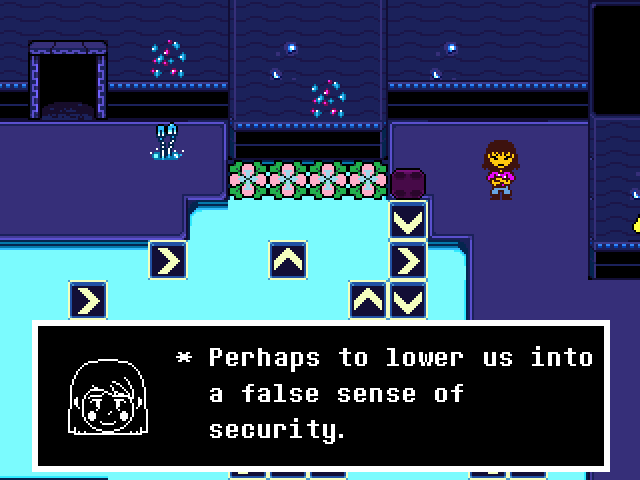 * Perhaps to lower us into
a false sense of
security.